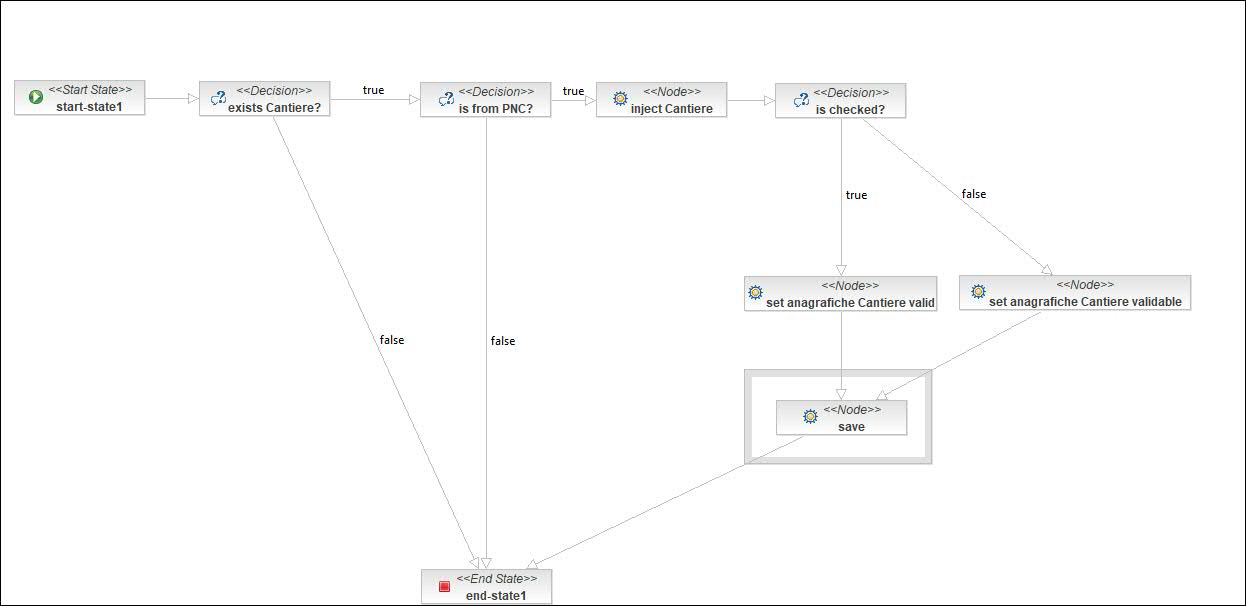 <<Start State>>
start-state1
<<Decision>>
exists Cantiere?
true
<<Decision>>
is from PNC?
true
<<Node>>
inject Cantiere
<<Decision>>
is checked?
true
false
<<Node>>
set anagrafiche Cantiere valid
<<Node>>
set anagrafiche Cantiere validable
false
false
<<Node>>
save
<<End State>>
end-state1